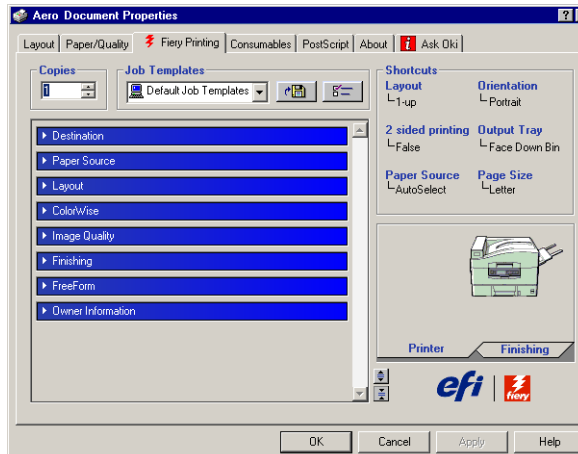 Aero Document Properties
Layout Paper/Quality Fiery Printing Consumables PostScript About Ask Oki
Copies
1
Job Templates
Default Job Templates
Destination
Paper Source
Layout
ColorWise
Image Quality
Finishing
FreeForm
Owner Information
Shortcuts
Layout Orientation
1-up Portrait
2 sided printing Output Tray
False Face Down Bin
Paper Source Page Size
AutoSelect Letter
Printer Finishing
efi fiery
OK Cancel Apply Help